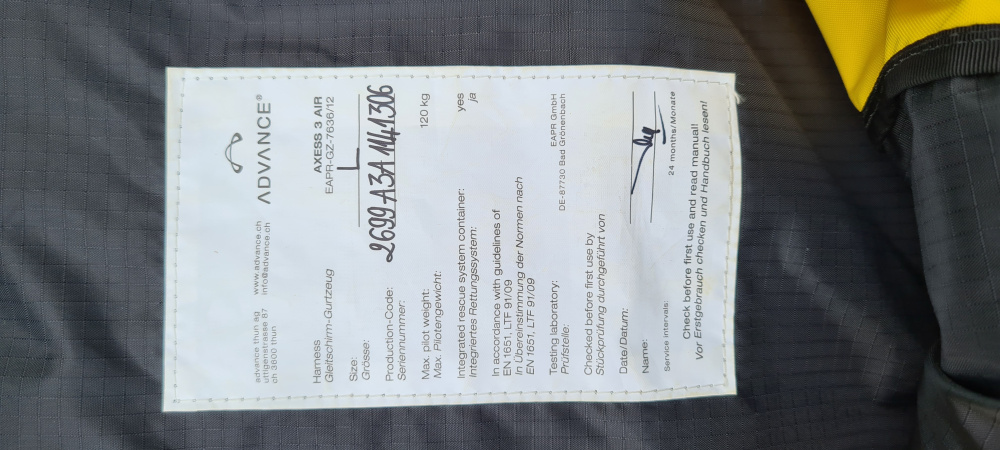 ADVANCE®
advance thun ag www.advance.ch
uttigenstrasse 87 info@advance.ch
ch 3600 thun
Harness AXESS 3 AIR
Gleitschirm-Gurtzeug EAPR-GZ-7636/12
Size: L
Grösse:
Production-Code: 2699A3A141306
Seriennummer:
Max. pilot weight: 120 kg
Max. Pilotengewicht:
Integrated rescue system container: yes
Integriertes Rettungssystem: ja
In accordance with guidelines of
EN 1651, LTF 91/09
In Übereinstimmung der Normen nach
EN 1651, LTF 91/09
Testing laboratory: EAPR GmbH
Prüfstelle: DE-87730 Bad Grönenbach
Checked before first use by
Stückprüfung durchgeführt von
Date/Datum:
Name:
Service intervals: 24 months/Monate
Check before first use and read manual!
Vor Erstgebrauch checken und Handbuch lesen!